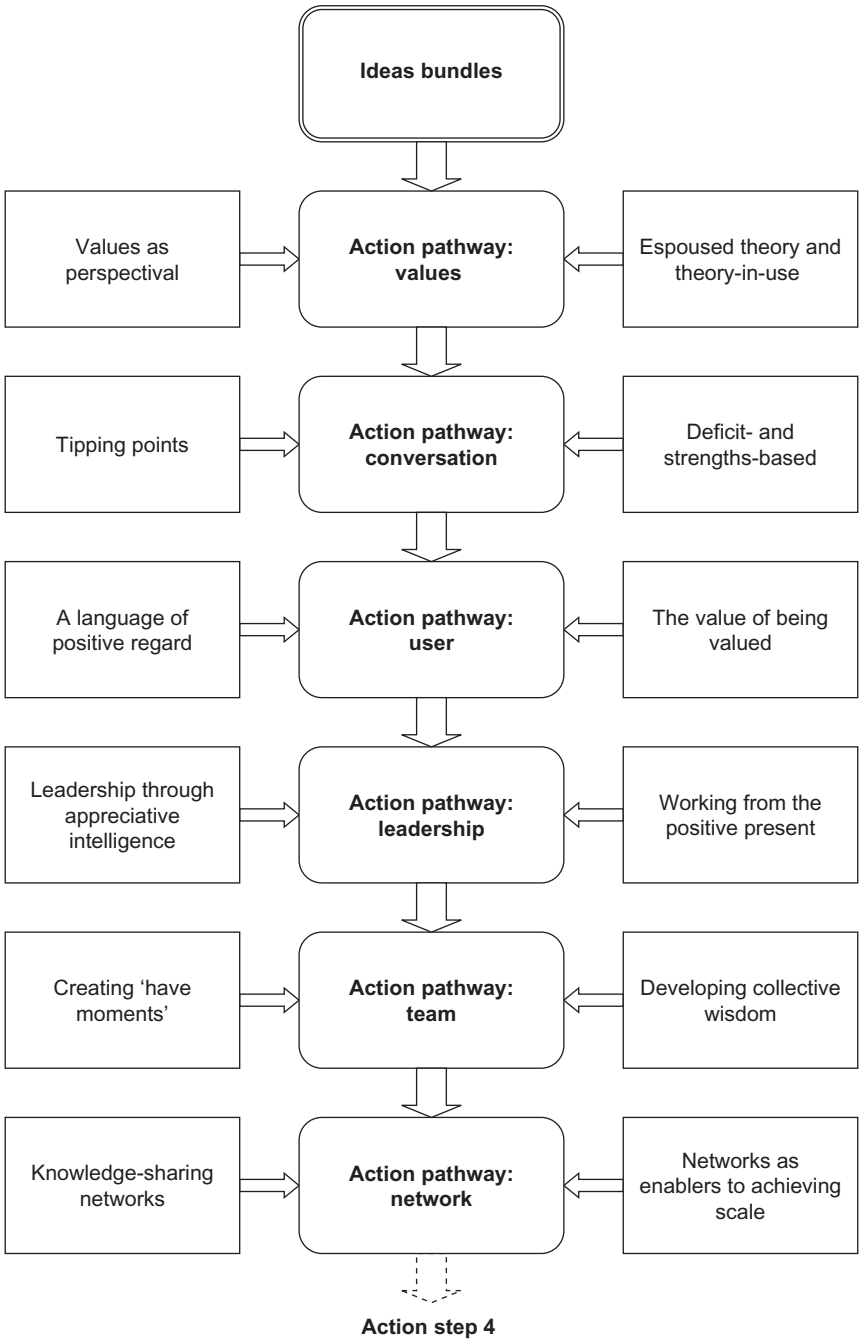 Ideas bundles
Values as
perspectival
Action pathway:
values
Espoused theory and
theory-in-use
Tipping points
Action pathway:
conversation
Deficit- and
strengths-based
A language of
positive regard
Action pathway:
user
The value of being
valued
Leadership through
appreciative
intelligence
Action pathway:
leadership
Working from the
positive present
Creating ‘have
moments’
Action pathway:
team
Developing collective
wisdom
Knowledge-sharing
networks
Action pathway:
network
Networks as
enablers to achieving
scale
Action step 4